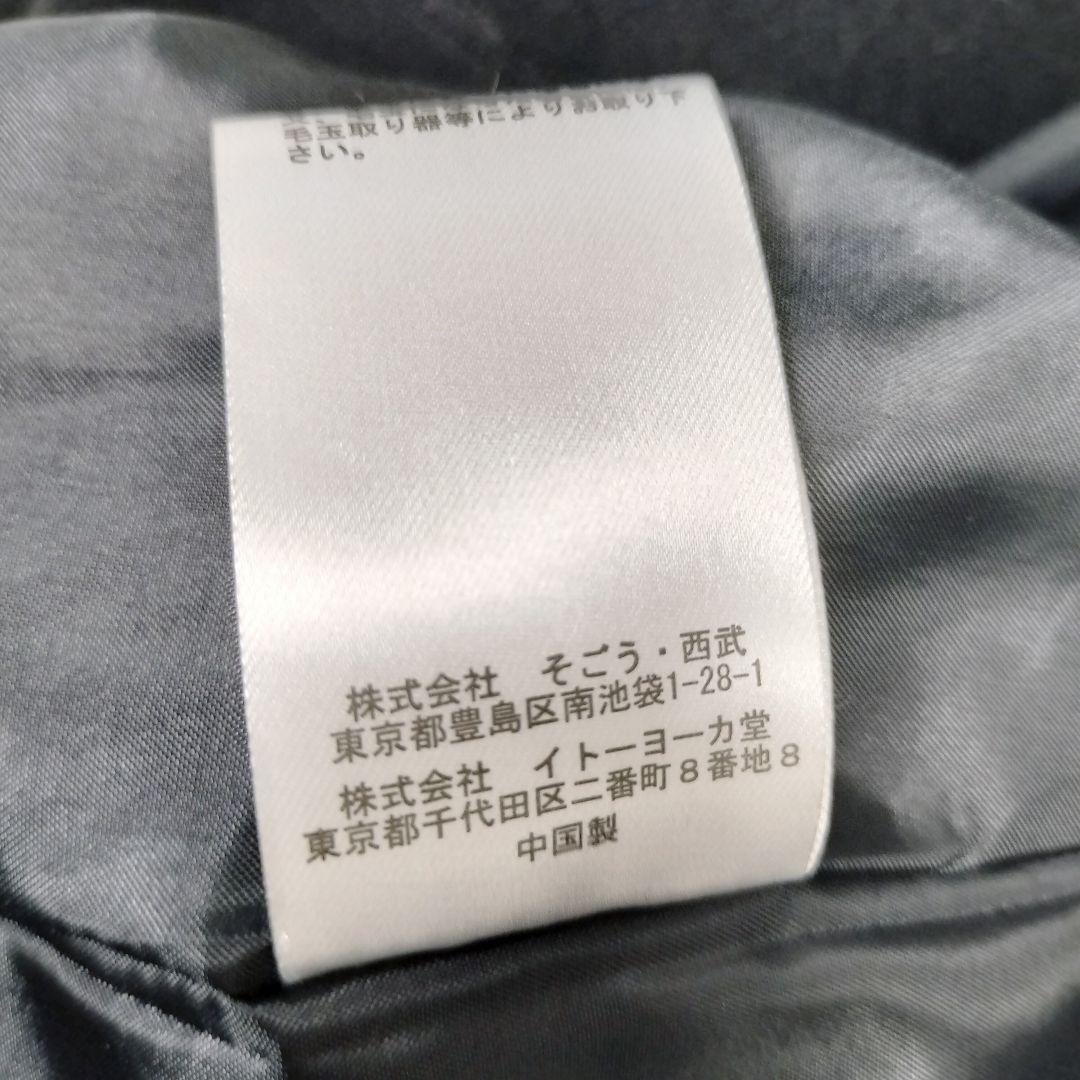 毛玉取り器等によりお取り下
さい。
株式会社　そごう・西武
東京都豊島区南池袋1-28-1
株式会社　イトーヨーカ堂
東京都千代田区二番町８番地８
中国製